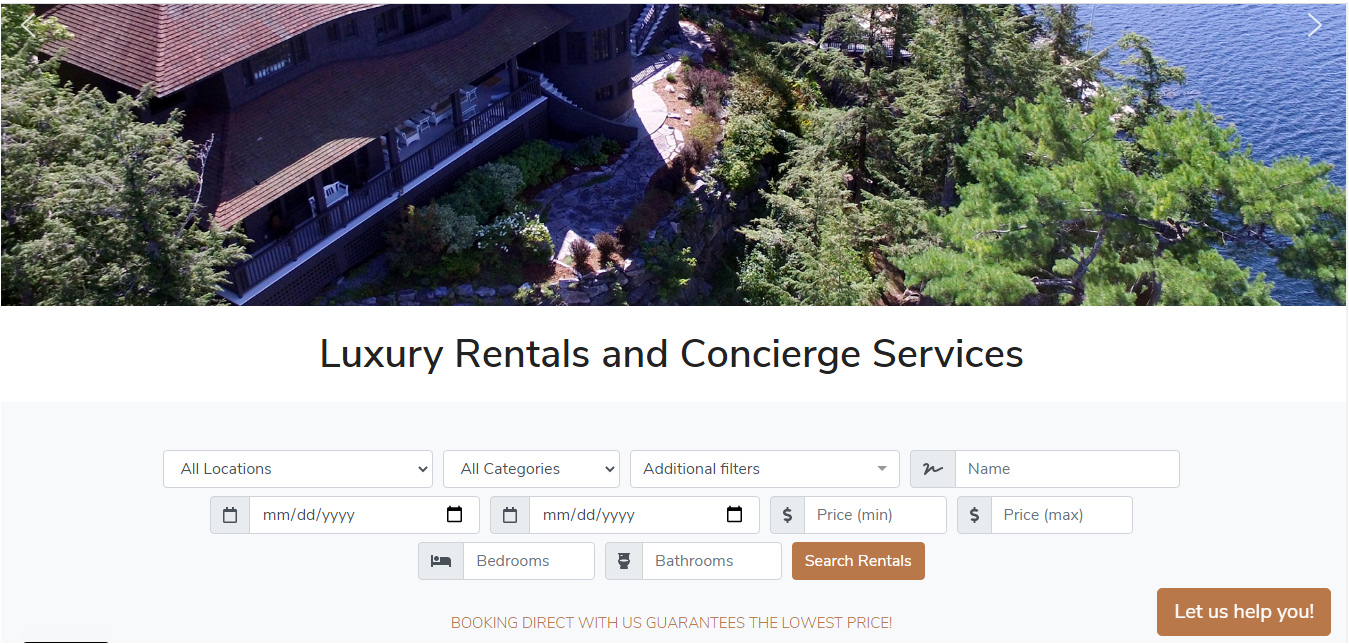 Luxury Rentals and Concierge Services
All Locations All Categories Additional filters Name
mm/dd/yyyy mm/dd/yyyy $ Price (min) $ Price (max)
Bedrooms Bathrooms Search Rentals
Let us help you!
BOOKING DIRECT WITH US GUARANTEES THE LOWEST PRICE!